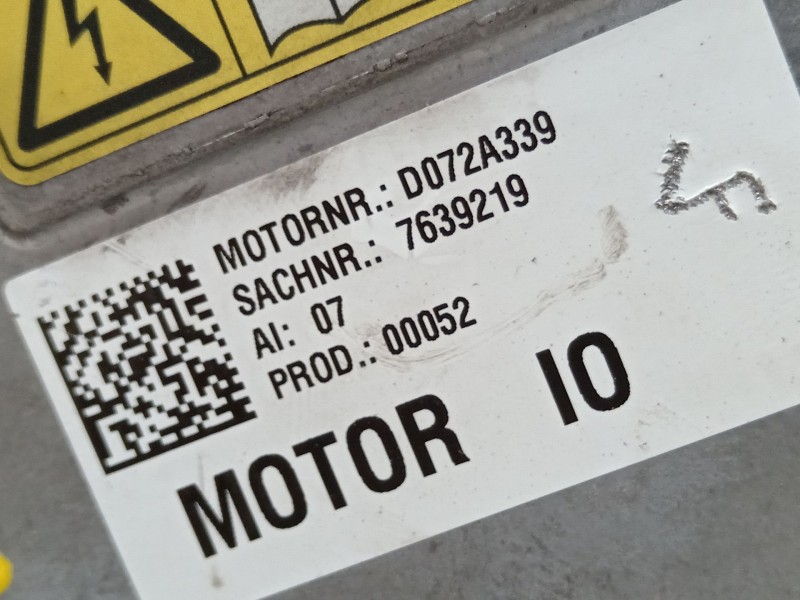 MOTORNR.: D072A339
SACHNR.: 7639219
AI: 07
PROD.: 00052
MOTOR IO